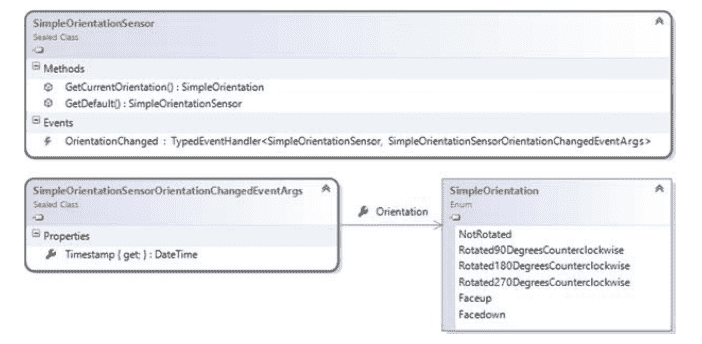 SimpleOrientationSensor
Sealed Class
Methods
GetCurrentOrientation() : SimpleOrientation
GetDefault() : SimpleOrientationSensor
Events
OrientationChanged : TypedEventHandler<SimpleOrientationSensor, SimpleOrientationSensorOrientationChangedEventArgs>
SimpleOrientationSensorOrientationChangedEventArgs
Sealed Class
Properties
Timestamp { get; } : DateTime
Orientation
SimpleOrientation
Enum
NotRotated
Rotated90DegreesCounterclockwise
Rotated180DegreesCounterclockwise
Rotated270DegreesCounterclockwise
Faceup
Facedown